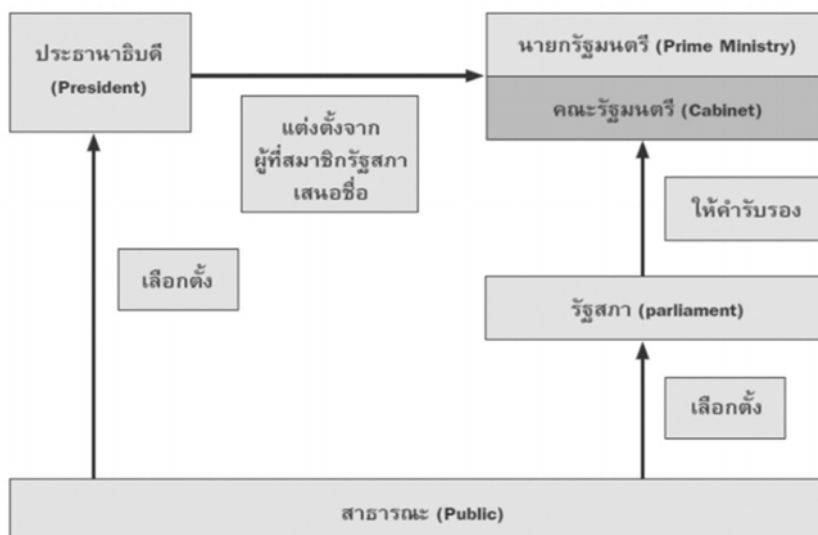 ประธานาธิบดี
(President)
นายกรัฐมนตรี (Prime Ministry)
คณะรัฐมนตรี (Cabinet)
แต่งตั้งจาก
ผู้ที่สมาชิกรัฐสภา
เสนอชื่อ
ให้คำรับรอง
เลือกตั้ง
รัฐสภา (parliament)
เลือกตั้ง
สาธารณะ (Public)